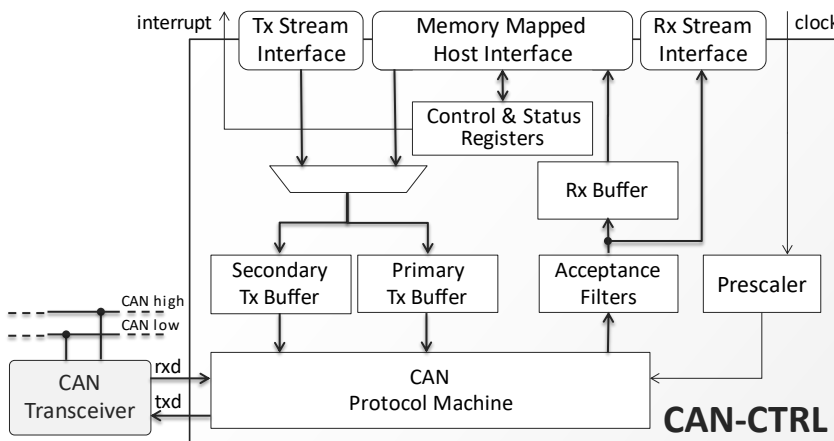 interrupt
Tx Stream
Interface
Memory Mapped
Host Interface
Rx Stream
Interface
clock
Control & Status
Registers
Rx Buffer
Secondary
Tx Buffer
Primary
Tx Buffer
Acceptance
Filters
Prescaler
CAN high
CAN low
CAN
Transceiver
rxd
txd
CAN
Protocol Machine
CAN-CTRL